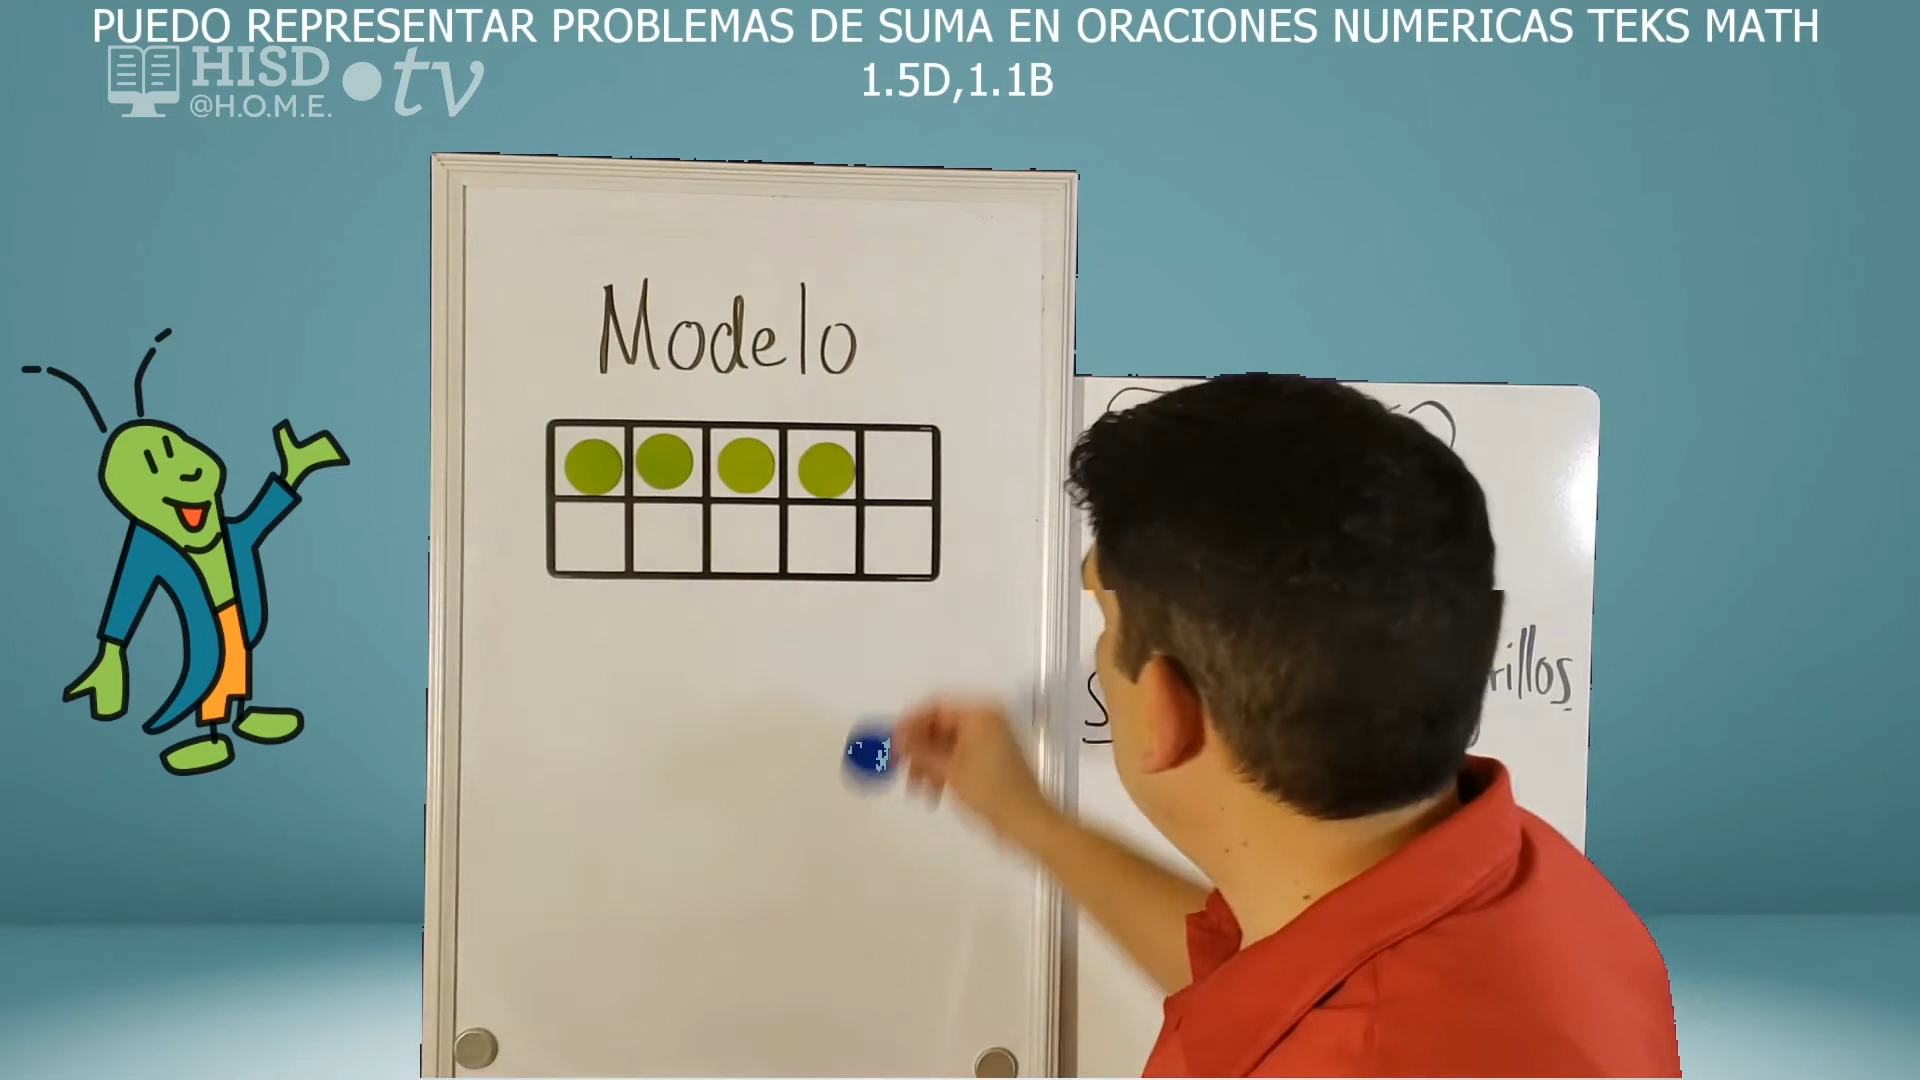 PUEDO REPRESENTAR PROBLEMAS DE SUMA EN ORACIONES NUMERICAS TEKS MATH
1.5D,1.1B
HISD
@H.O.M.E.
tv
Modelo